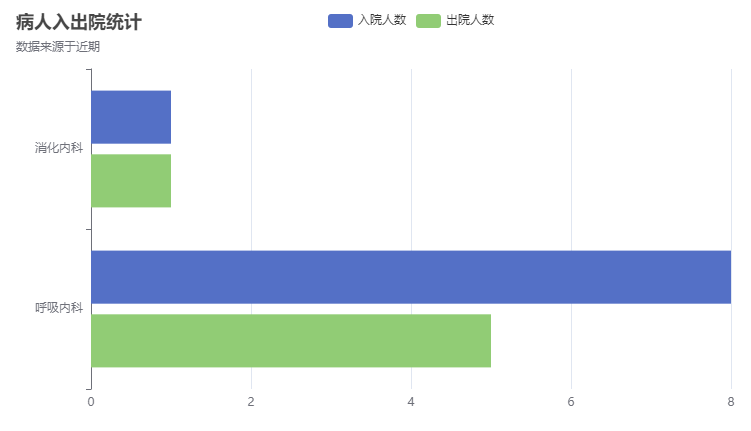 病人入出院统计
数据来源于近期
入院人数
出院人数
消化内科
呼吸内科
0 2 4 6 8